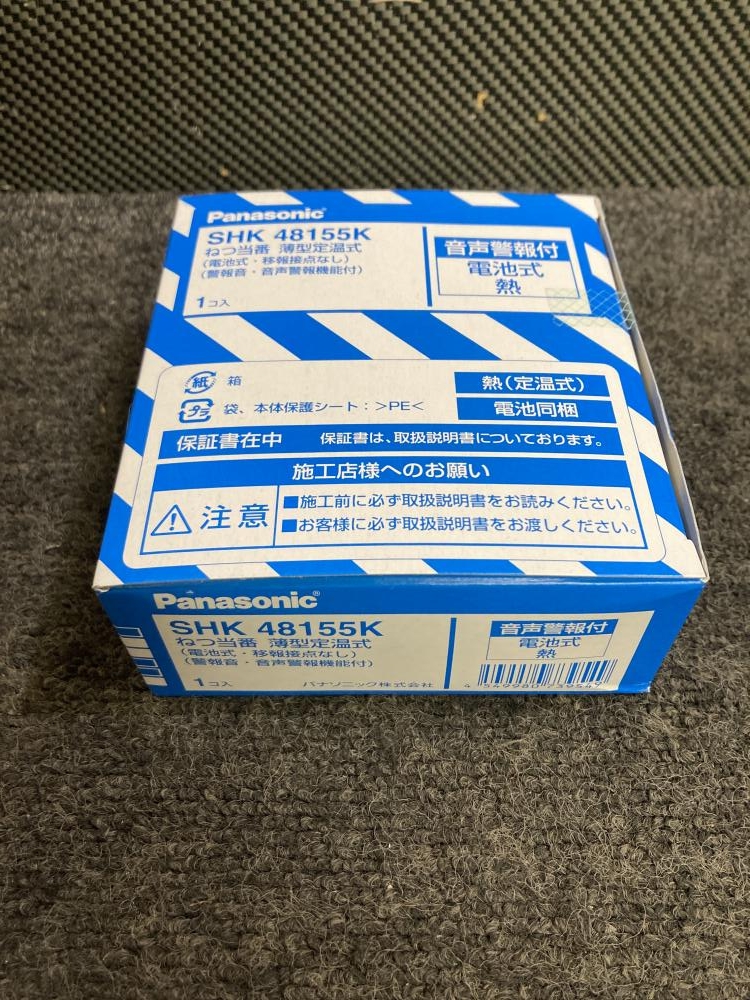 Panasonic
SHK 48155K
ねつ当番 薄型定温式
(電池式・移報接点なし)
(警報音・音声警報機能付)
1コ入
音声警報付
電池式
熱
紙 箱
プラ 袋、本体保護シート:>PE<
熱(定温式)
電池同梱
保証書在中 保証書は、取扱説明書についております。
施工店様へのお願い
注意
■施工前に必ず取扱説明書をお読みください。
■お客様に必ず取扱説明書をお渡しください。
Panasonic®
SHK 48155K
ねつ当番 薄型定温式
(電池式・移報接点なし)
(警報音・音声警報機能付)
1コ入
パナソニック株式会社
音声警報付
電池式
熱
4 549980 739547